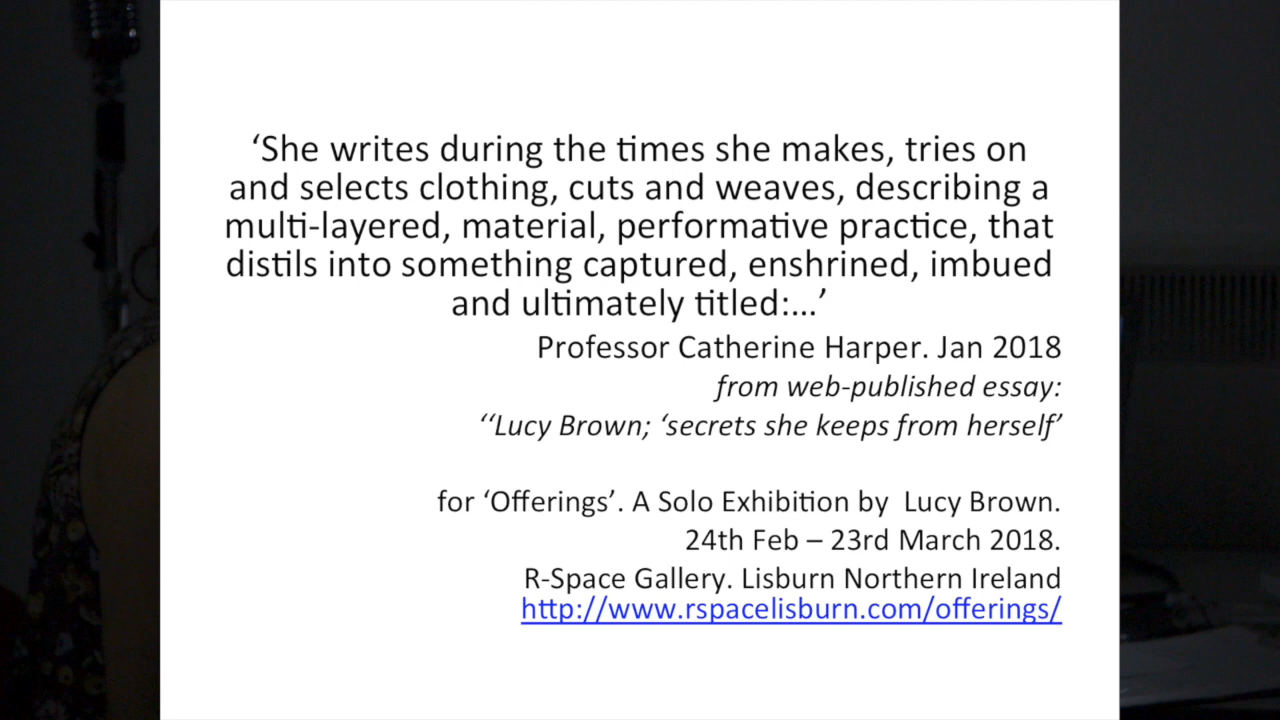 ‘She writes during the times she makes, tries on
and selects clothing, cuts and weaves, describing a
multi-layered, material, performative practice, that
distils into something captured, enshrined, imbued
and ultimately titled:…’
Professor Catherine Harper. Jan 2018
from web-published essay:
‘‘Lucy Brown; ‘secrets she keeps from herself’
for ‘Offerings’. A Solo Exhibition by  Lucy Brown.
24th Feb – 23rd March 2018.
R-Space Gallery. Lisburn Northern Ireland
http://www.rspacelisburn.com/offerings/